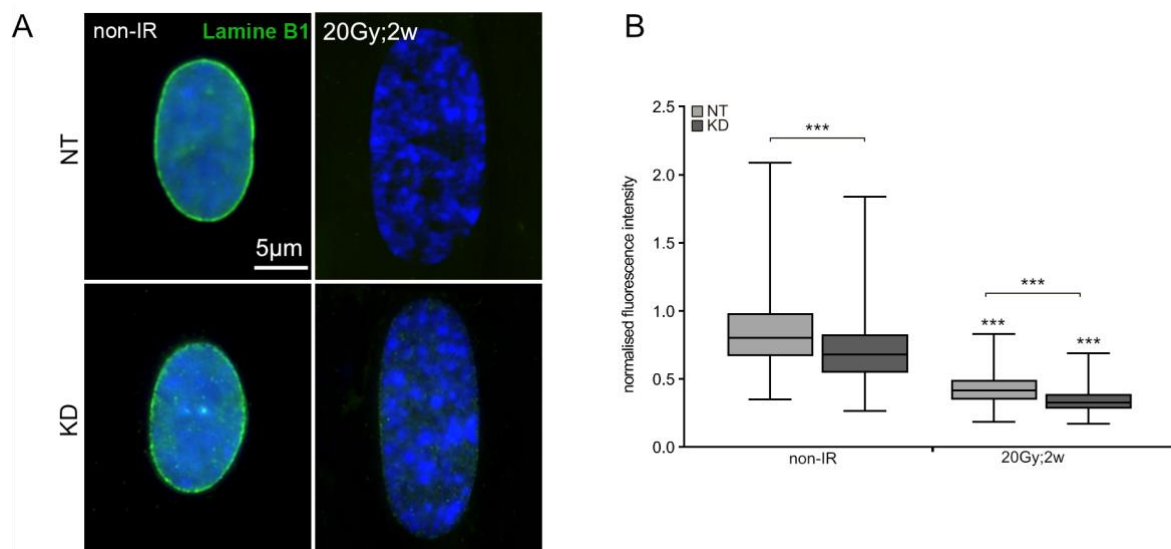 A
non-IR
Lamine B1
20Gy;2w
NT
5µm
KD
B
NT
KD
***
***
***
***
normalised fluorescence intensity
2.5
2.0
1.5
1.0
0.5
0.0
non-IR
20Gy;2w